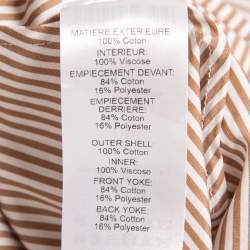 MATIERE EXTERIEURE
100% Coton
INTERIEUR:
100% Viscose
EMPIECEMENT DEVANT:
84% Coton
16% Polyester
EMPIECEMENT
DERRIERE:
84% Coton
16% Polyester
OUTER SHELL
100% Cotton
INNER:
100% Viscose
FRONT YOKE:
84% Cotton
16% Polyester
BACK YOKE:
84% Cotton
16% Polyester